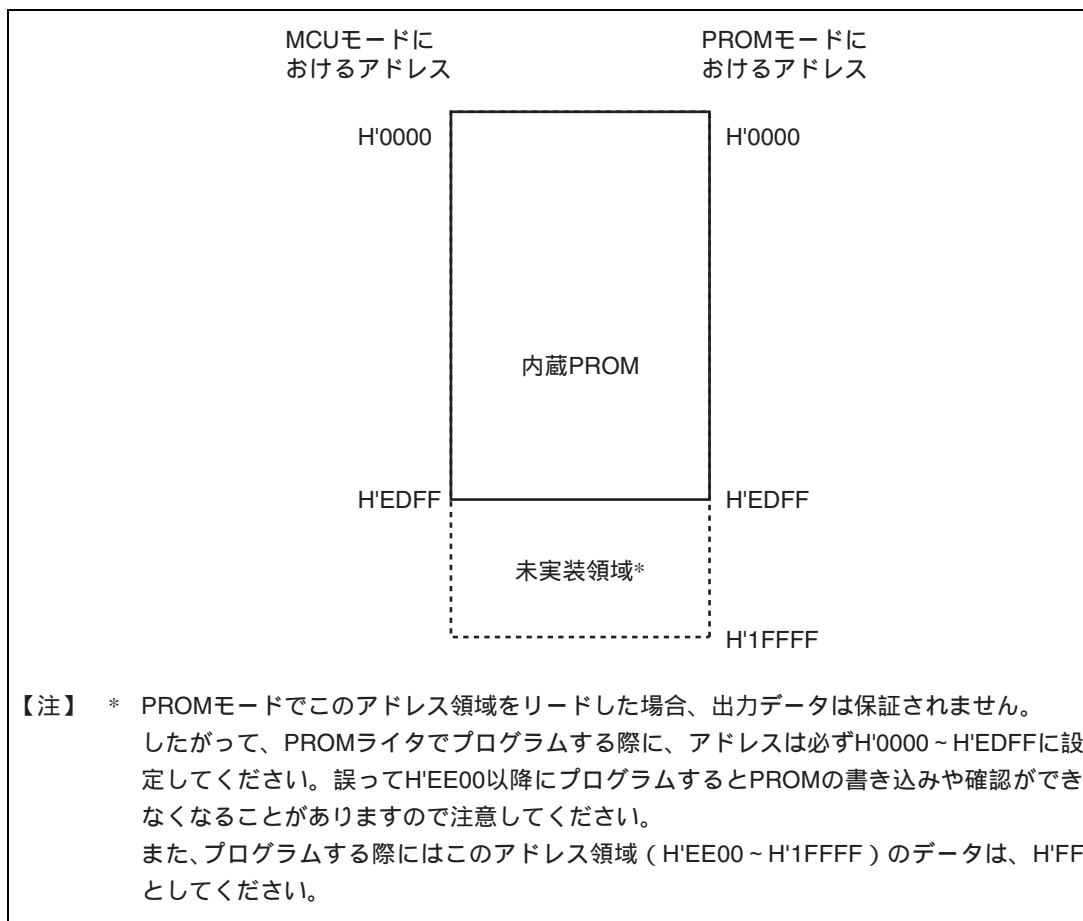 MCUモードに
おけるアドレス
PROMモードに
おけるアドレス
H'0000
H'0000
内蔵PROM
H'EDFF
H'EDFF
未実装領域*
H'1FFFF
【注】 * PROMモードでこのアドレス領域をリードした場合、出力データは保証されません。
したがって、PROMライタでプログラムする際に、アドレスは必ずH'0000～H'EDFFに設
定してください。誤ってH'EE00以降にプログラムするとPROMの書き込みや確認ができ
なくなることがありますので注意してください。
また、プログラムする際にはこのアドレス領域（H'EE00～H'1FFFF）のデータは、H'FF
としてください。